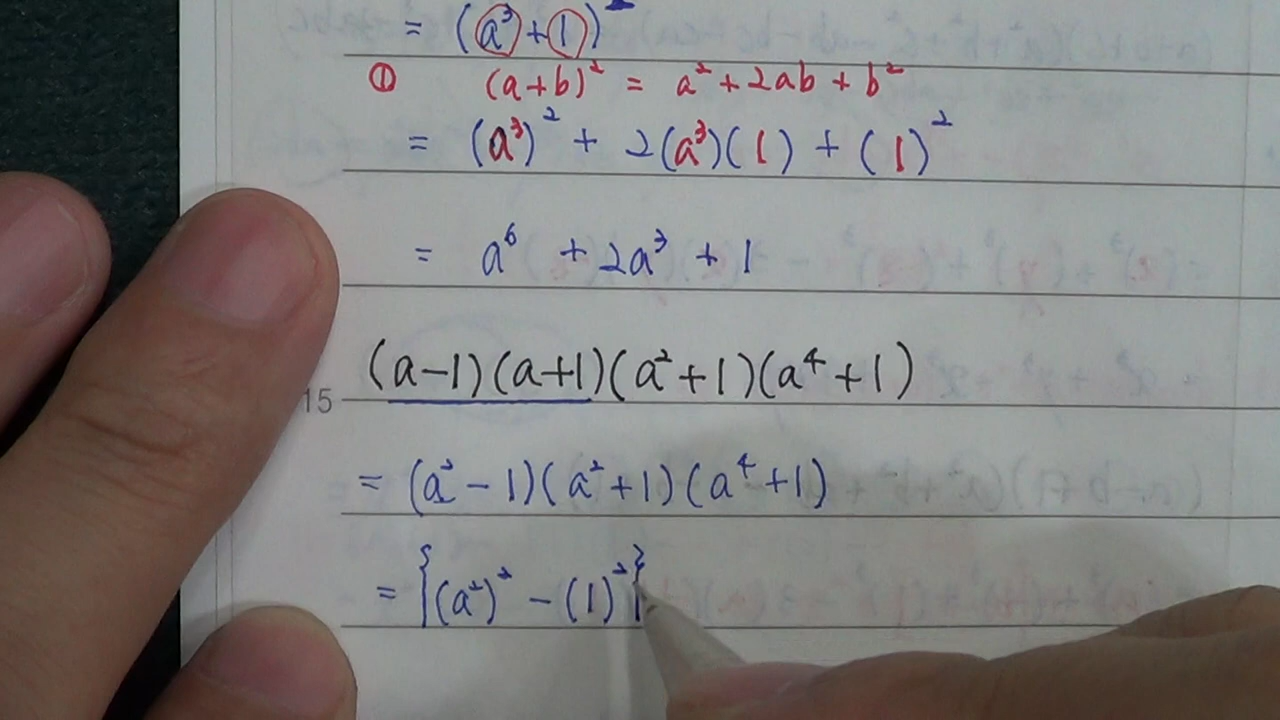 = (a³+1)²
① (a+b)² = a²+2ab+b²
= (a³)² + 2(a³)(1) + (1)²
= a⁶ + 2a³ + 1
(a-1)(a+1)(a²+1)(a⁴+1)
15
= (a²-1)(a²+1)(a⁴+1)
= {(a²)² - (1)²}